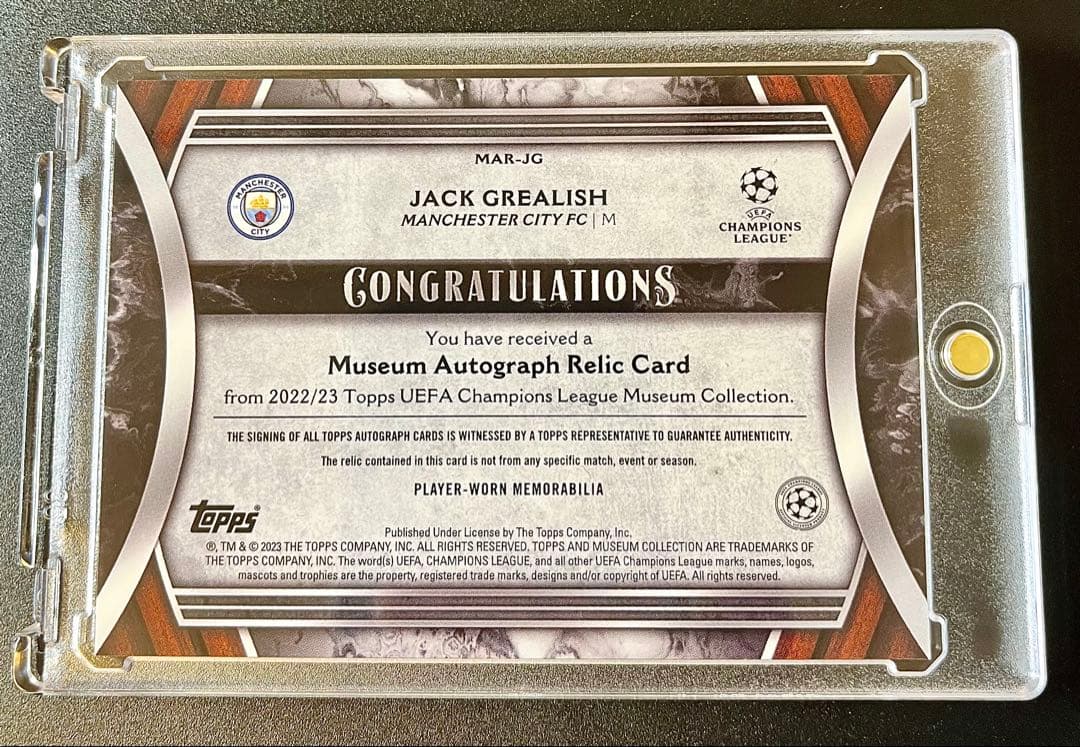 MAR-JG
MANCHESTER
CITY
JACK GREALISH
MANCHESTER CITY FC | M
UEFA
CHAMPIONS
LEAGUE®
CONGRATULATIONS
You have received a
Museum Autograph Relic Card
from 2022/23 Topps UEFA Champions League Museum Collection.
THE SIGNING OF ALL TOPPS AUTOGRAPH CARDS IS WITNESSED BY A TOPPS REPRESENTATIVE TO GUARANTEE AUTHENTICITY.
The relic contained in this card is not from any specific match, event or season.
PLAYER-WORN MEMORABILIA
Topps®
Published Under License by The Topps Company, Inc.
®, TM & © 2023 THE TOPPS COMPANY, INC. ALL RIGHTS RESERVED. TOPPS AND MUSEUM COLLECTION ARE TRADEMARKS OF
THE TOPPS COMPANY, INC. The word(s) UEFA, CHAMPIONS LEAGUE, and all other UEFA Champions League marks, names, logos,
mascots and trophies are the property, registered trade marks, designs and/or copyright of UEFA. All rights reserved.